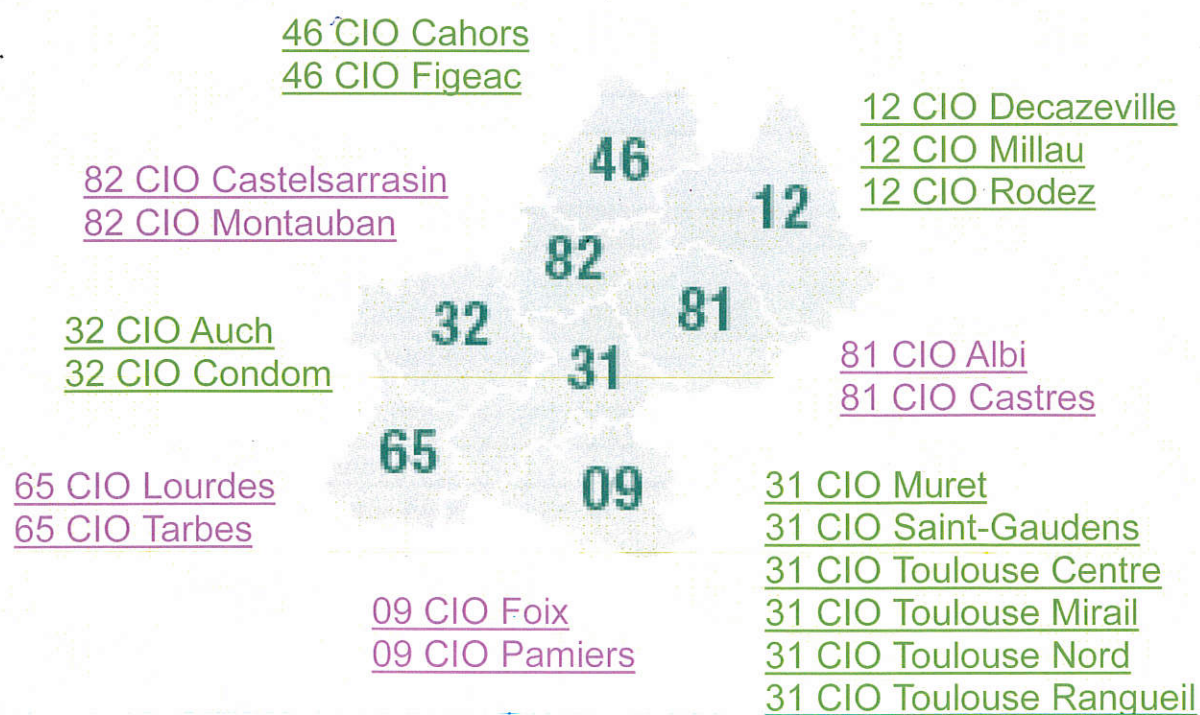 46 CIO Cahors
46 CIO Figeac
12 CIO Decazeville
12 CIO Millau
12 CIO Rodez
82 CIO Castelsarrasin
82 CIO Montauban
46
12
82
32
81
31
65
09
32 CIO Auch
32 CIO Condom
81 CIO Albi
81 CIO Castres
65 CIO Lourdes
65 CIO Tarbes
31 CIO Muret
31 CIO Saint-Gaudens
31 CIO Toulouse Centre
31 CIO Toulouse Mirail
31 CIO Toulouse Nord
31 CIO Toulouse Rangueil
09 CIO Foix
09 CIO Pamiers